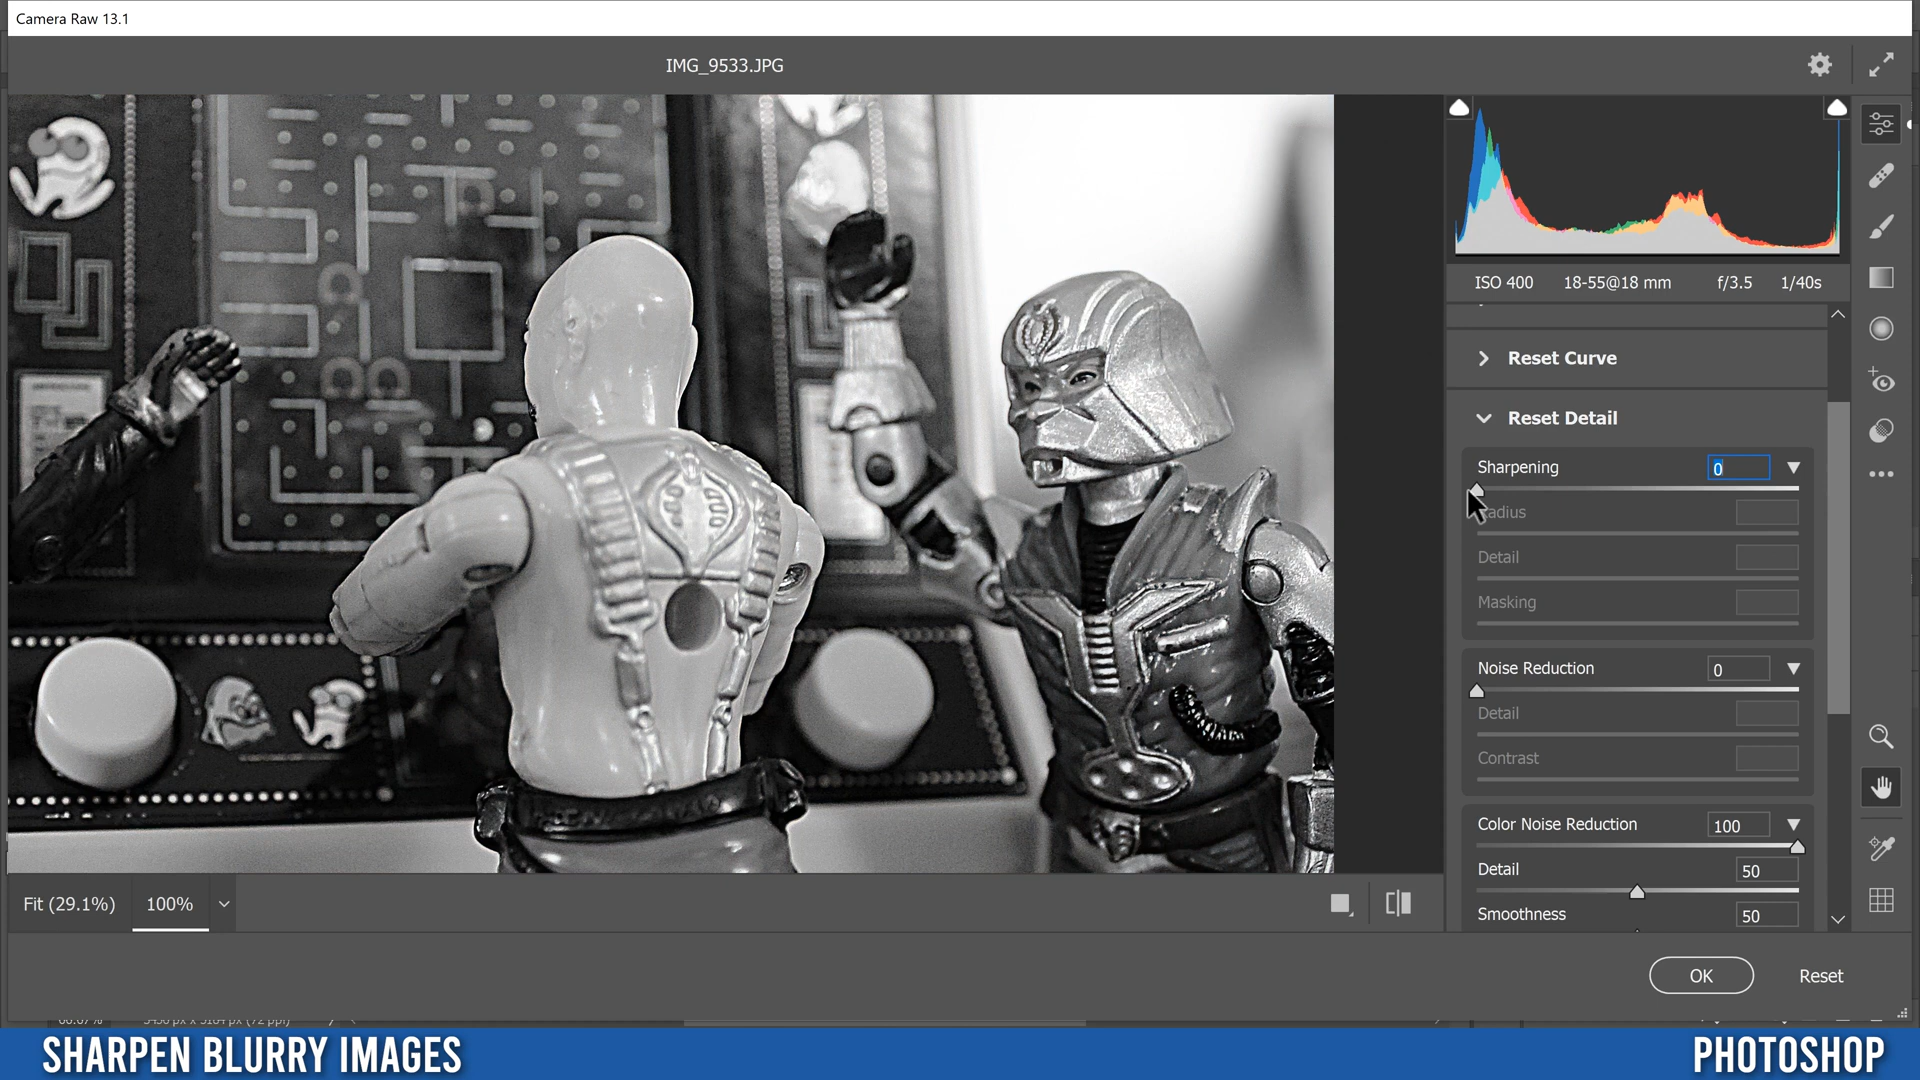 Camera Raw 13.1
IMG_9533.JPG
ISO 400 18-55@18 mm f/3.5 1/40s
Reset Curve
Reset Detail
Sharpening 0
Detail
Masking
Noise Reduction 0
Detail
Contrast
Color Noise Reduction 100
Detail 50
Smoothness 50
Fit (29.1%) 100%
OK Reset
SHARPEN BLURRY IMAGES
PHOTOSHOP